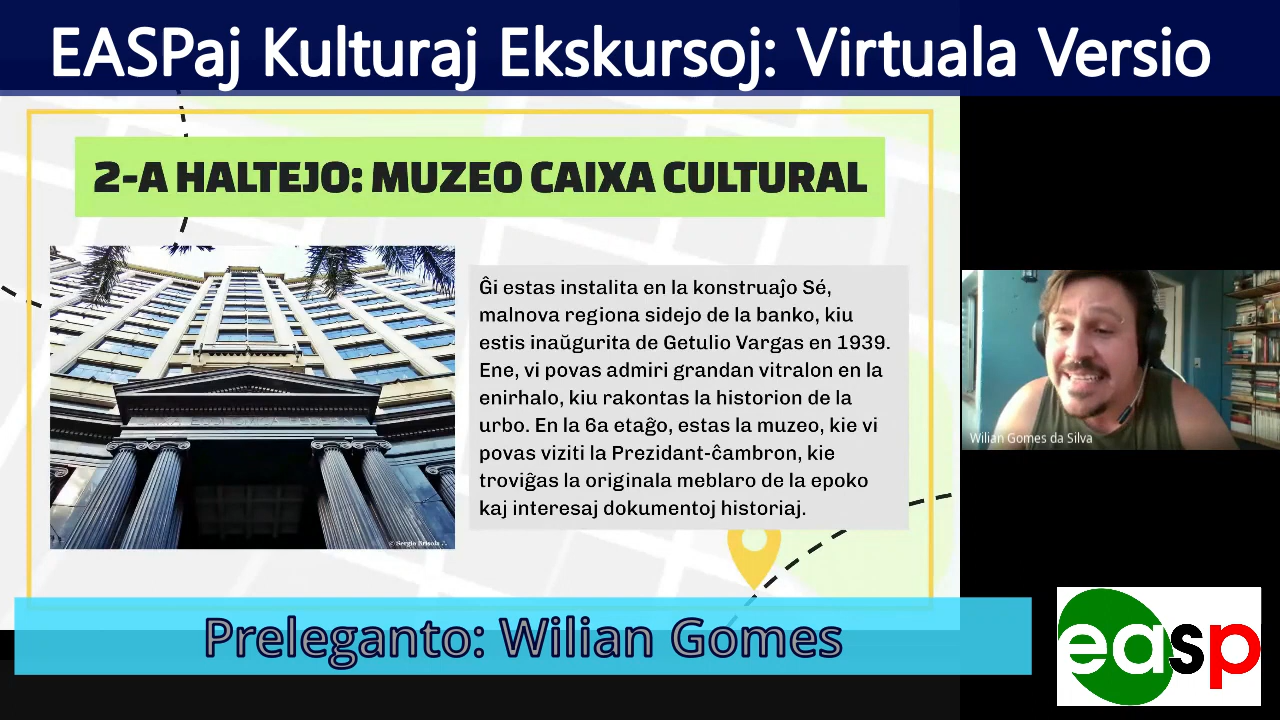 EASPaj Kulturaj Ekskursoj: Virtuala Versio
2-A HALTEJO: MUZEO CAIXA CULTURAL
Ĝi estas instalita en la konstruaĵo Sé,
malnova regiona sidejo de la banko, kiu
estis inaŭgurita de Getulio Vargas en 1939.
Ene, vi povas admiri grandan vitralon en la
enirhalo, kiu rakontas la historion de la
urbo. En la 6a etaĝo, estas la muzeo, kie vi
povas viziti la Prezidant-ĉambron, kie
troviĝas la originala meblaro de la epoko
kaj interesaj dokumentoj historiaj.
© Sergio Brisola .:.
Wilian Gomes da Silva
Preleganto: Wilian Gomes
easp